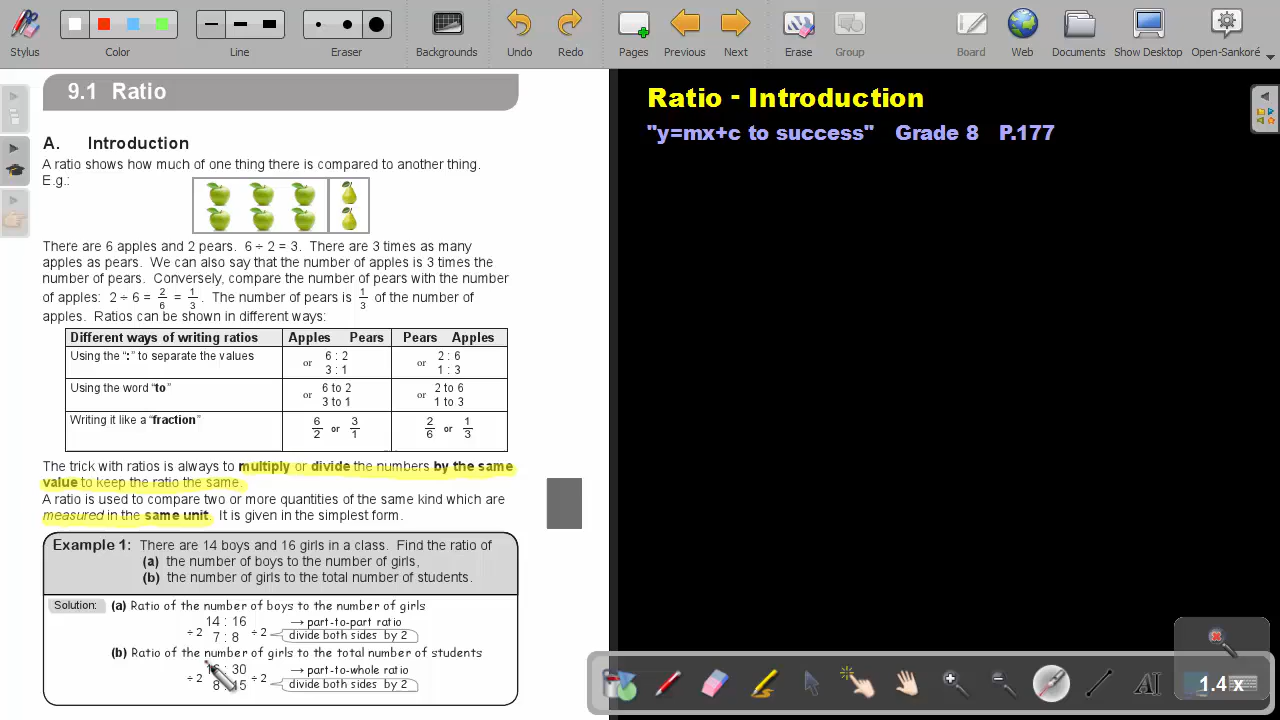 Stylus Color Line Eraser Backgrounds Undo Redo Pages Previous Next Erase Group Board Web Documents Show Desktop Open-Sankoré
9.1 Ratio
A. Introduction
A ratio shows how much of one thing there is compared to another thing.
E.g.:
There are 6 apples and 2 pears. 6 ÷ 2 = 3. There are 3 times as many
apples as pears. We can also say that the number of apples is 3 times the
number of pears. Conversely, compare the number of pears with the number
of apples: 2 ÷ 6 = 2/6 = 1/3. The number of pears is 1/3 of the number of
apples. Ratios can be shown in different ways:
Different ways of writing ratios Apples Pears Pears Apples
Using the ":" to separate the values or 6 : 2 3 : 1 or 2 : 6 1 : 3
Using the word "to" or 6 to 2 3 to 1 or 2 to 6 1 to 3
Writing it like a "fraction" 6/2 or 3/1 2/6 or 1/3
The trick with ratios is always to multiply or divide the numbers by the same
value to keep the ratio the same.
A ratio is used to compare two or more quantities of the same kind which are
measured in the same unit. It is given in the simplest form.
Example 1: There are 14 boys and 16 girls in a class. Find the ratio of
(a) the number of boys to the number of girls,
(b) the number of girls to the total number of students.
Solution: (a) Ratio of the number of boys to the number of girls
14 : 16 → part-to-part ratio
÷ 2 7 : 8 ÷ 2 divide both sides by 2
(b) Ratio of the number of girls to the total number of students
16 : 30 → part-to-whole ratio
÷ 2 8 : 15 ÷ 2 divide both sides by 2
Ratio - Introduction
"y=mx+c to success" Grade 8 P.177
1.4 x